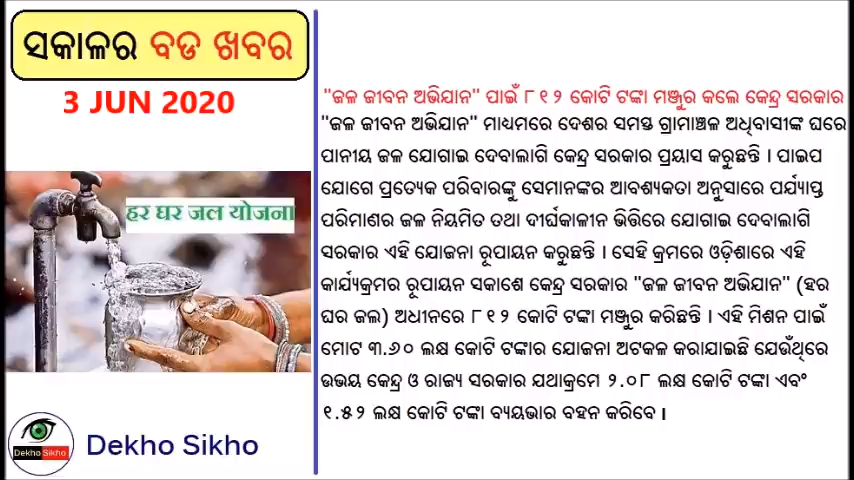 ସକାଳର ବଡ ଖବର
3 JUN 2020
हर घर जल योजना
Dekho Sikho
Dekho Sikho
"ଜଳ ଜୀବନ ଅଭିଯାନ" ପାଇଁ ୮୧୨ କୋଟି ଟଙ୍କା ମଞ୍ଜୁର କଲେ କେନ୍ଦ୍ର ସରକାର
"ଜଳ ଜୀବନ ଅଭିଯାନ" ମାଧ୍ୟମରେ ଦେଶର ସମସ୍ତ ଗ୍ରାମାଞ୍ଚଳ ଅଧିବାସୀଙ୍କ ଘରେ
ପାନୀୟ ଜଳ ଯୋଗାଇ ଦେବାଲାଗି କେନ୍ଦ୍ର ସରକାର ପ୍ରୟାସ କରୁଛନ୍ତି । ପାଇପ
ଯୋଗେ ପ୍ରତ୍ୟେକ ପରିବାରଙ୍କୁ ସେମାନଙ୍କର ଆବଶ୍ୟକତା ଅନୁସାରେ ପର୍ଯ୍ୟାପ୍ତ
ପରିମାଣର ଜଳ ନିୟମିତ ତଥା ଦୀର୍ଘକାଳୀନ ଭିତ୍ତିରେ ଯୋଗାଇ ଦେବାଲାଗି
ସରକାର ଏହି ଯୋଜନା ରୂପାୟନ କରୁଛନ୍ତି । ସେହି କ୍ରମରେ ଓଡ଼ିଶାରେ ଏହି
କାର୍ଯ୍ୟକ୍ରମର ରୂପାୟନ ସକାଶେ କେନ୍ଦ୍ର ସରକାର "ଜଳ ଜୀବନ ଅଭିଯାନ" (ହର
ଘର ଜଲ) ଅଧୀନରେ ୮୧୨ କୋଟି ଟଙ୍କା ମଞ୍ଜୁର କରିଛନ୍ତି । ଏହି ମିଶନ ପାଇଁ
ମୋଟ ୩.୬୦ ଲକ୍ଷ କୋଟି ଟଙ୍କାର ଯୋଜନା ଅଟକଳ କରାଯାଇଛି ଯେଉଁଥିରେ
ଉଭୟ କେନ୍ଦ୍ର ଓ ରାଜ୍ୟ ସରକାର ଯଥାକ୍ରମେ ୨.୦୮ ଲକ୍ଷ କୋଟି ଟଙ୍କା ଏବଂ
୧.୫୨ ଲକ୍ଷ କୋଟି ଟଙ୍କା ବ୍ୟୟଭାର ବହନ କରିବେ ।